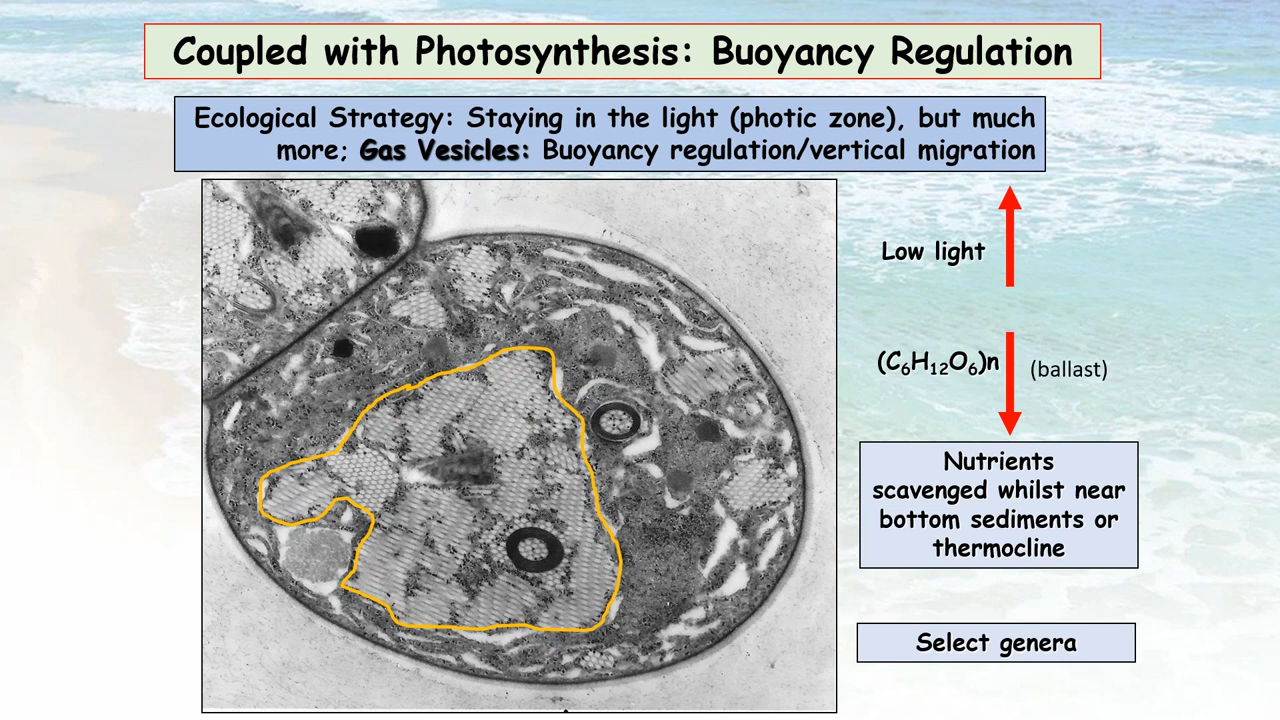 Coupled with Photosynthesis: Buoyancy Regulation
Ecological Strategy: Staying in the light (photic zone), but much
more; Gas Vesicles: Buoyancy regulation/vertical migration
Low light
(C₆H₁₂O₆)n
(ballast)
Nutrients
scavenged whilst near
bottom sediments or
thermocline
Select genera